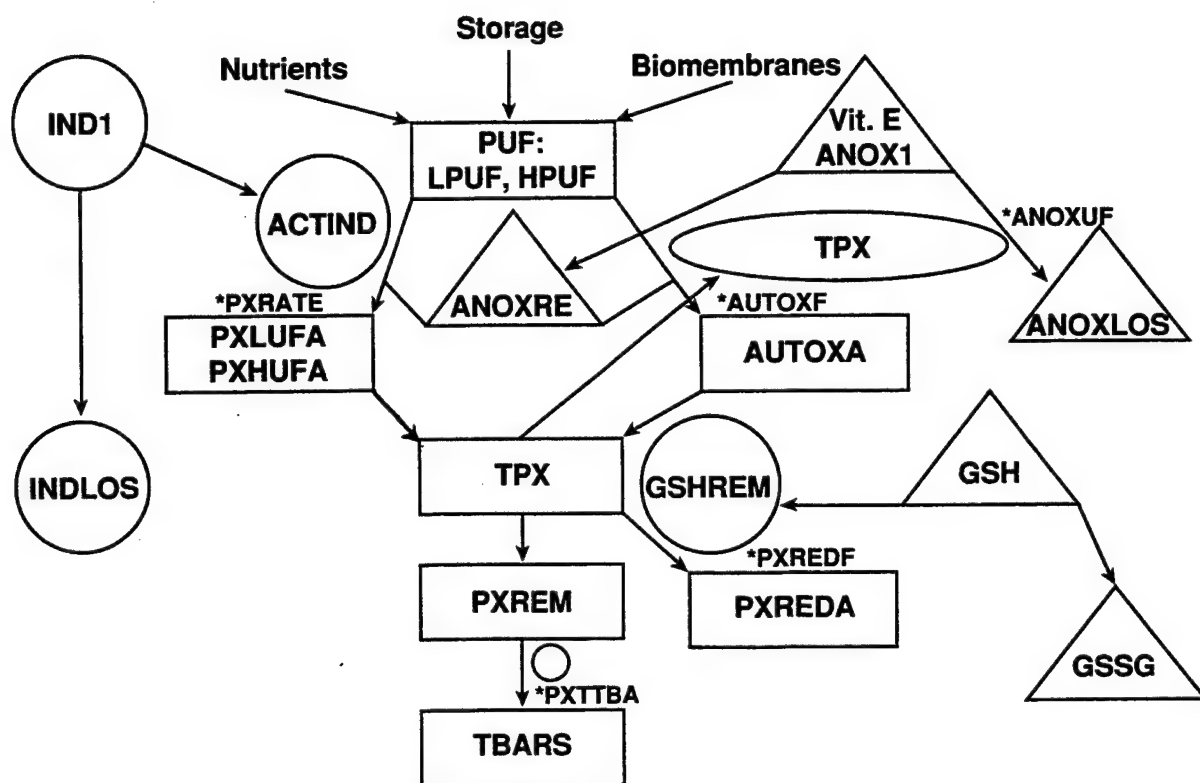 Storage
Nutrients
Biomembranes
IND1
PUF:
LPUF, HPUF
Vit. E
ANOX1
ACTIND
*ANOXUF
TPX
ANOXRE
*PXRATE
*AUTOXF
ANOXLOS
PXLUFA
PXHUFA
AUTOXA
TPX
GSHREM
GSH
INDLOS
*PXREDF
PXREM
PXREDA
GSSG
*PXTTBA
TBARS